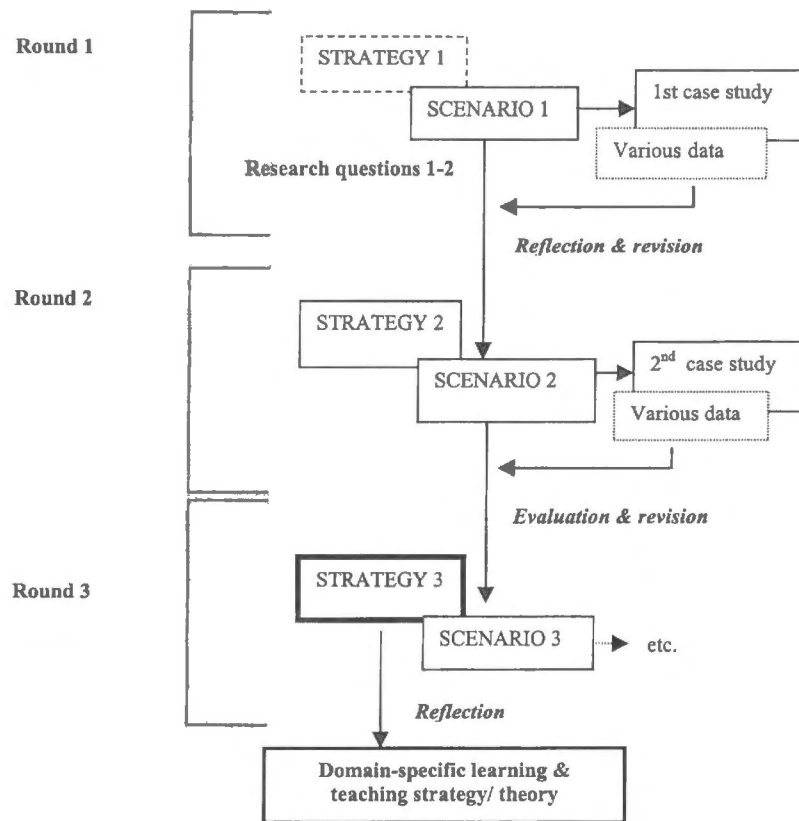 Round 1
STRATEGY 1
SCENARIO 1
1st case study
Various data
Research questions 1-2
Reflection & revision
Round 2
STRATEGY 2
SCENARIO 2
2nd case study
Various data
Evaluation & revision
Round 3
STRATEGY 3
SCENARIO 3
etc.
Reflection
Domain-specific learning &
teaching strategy/ theory